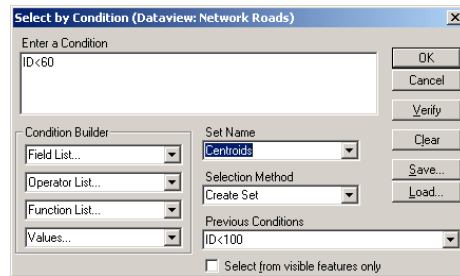 Select by Condition (Dataview: Network Roads)
Enter a Condition
ID<60
OK
Cancel
Verify
Clear
Save...
Load...
Condition Builder
Field List...
Operator List...
Function List...
Values...
Set Name
Centroids
Selection Method
Create Set
Previous Conditions
ID<100
Select from visible features only